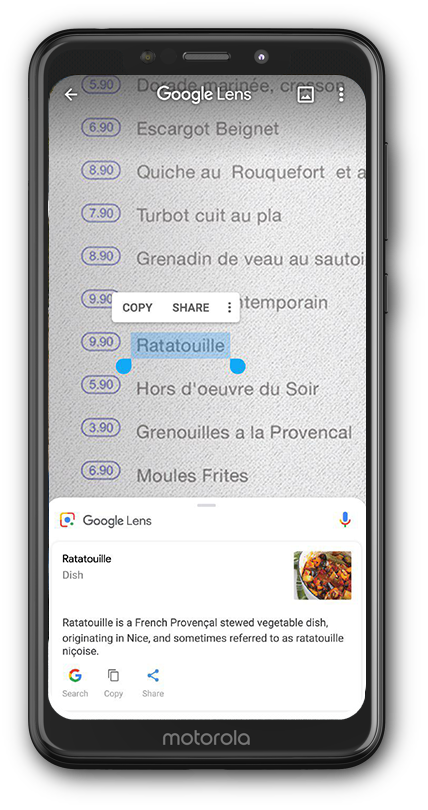 Google Lens
5.90 Dorade marinée, cresson
6.90 Escargot Beignet
8.90 Quiche au Rouquefort et a
7.90 Turbot cuit au pla
8.90 Grenadin de veau au sautoi
COPY SHARE
9.90 ntemporain
9.90 Ratatouille
5.90 Hors d'oeuvre du Soir
3.90 Grenouilles a la Provencal
6.90 Moules Frites
Google Lens
Ratatouille
Dish
Ratatouille is a French Provençal stewed vegetable dish,
originating in Nice, and sometimes referred to as ratatouille
niçoise.
Search Copy Share
motorola